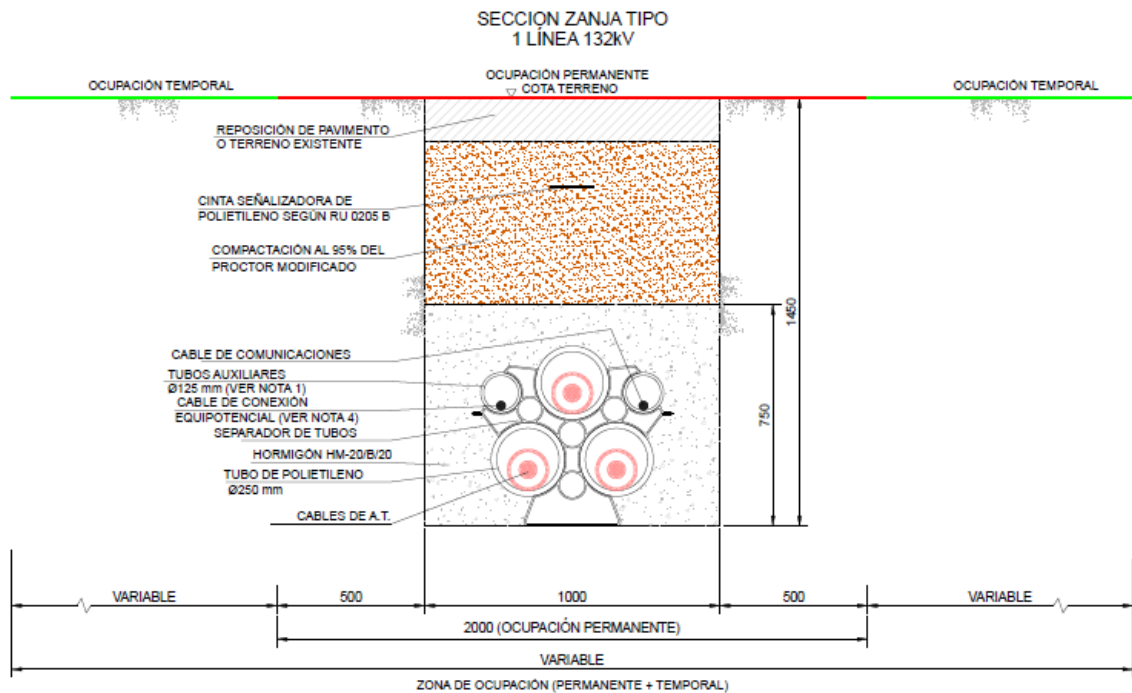 SECCION ZANJA TIPO
1 LÍNEA 132kV
OCUPACIÓN TEMPORAL
OCUPACIÓN PERMANENTE
COTA TERRENO
OCUPACIÓN TEMPORAL
REPOSICIÓN DE PAVIMENTO
O TERRENO EXISTENTE
CINTA SEÑALIZADORA DE
POLIETILENO SEGÚN RU 0205 B
COMPACTACIÓN AL 95% DEL
PROCTOR MODIFICADO
1450
CABLE DE COMUNICACIONES
TUBOS AUXILIARES
Ø125 mm (VER NOTA 1)
CABLE DE CONEXIÓN
EQUIPOTENCIAL (VER NOTA 4)
SEPARADOR DE TUBOS
750
HORMIGÓN HM-20/B/20
TUBO DE POLIETILENO
Ø250 mm
CABLES DE A.T.
VARIABLE
500
1000
500
VARIABLE
2000 (OCUPACIÓN PERMANENTE)
VARIABLE
ZONA DE OCUPACIÓN (PERMANENTE + TEMPORAL)